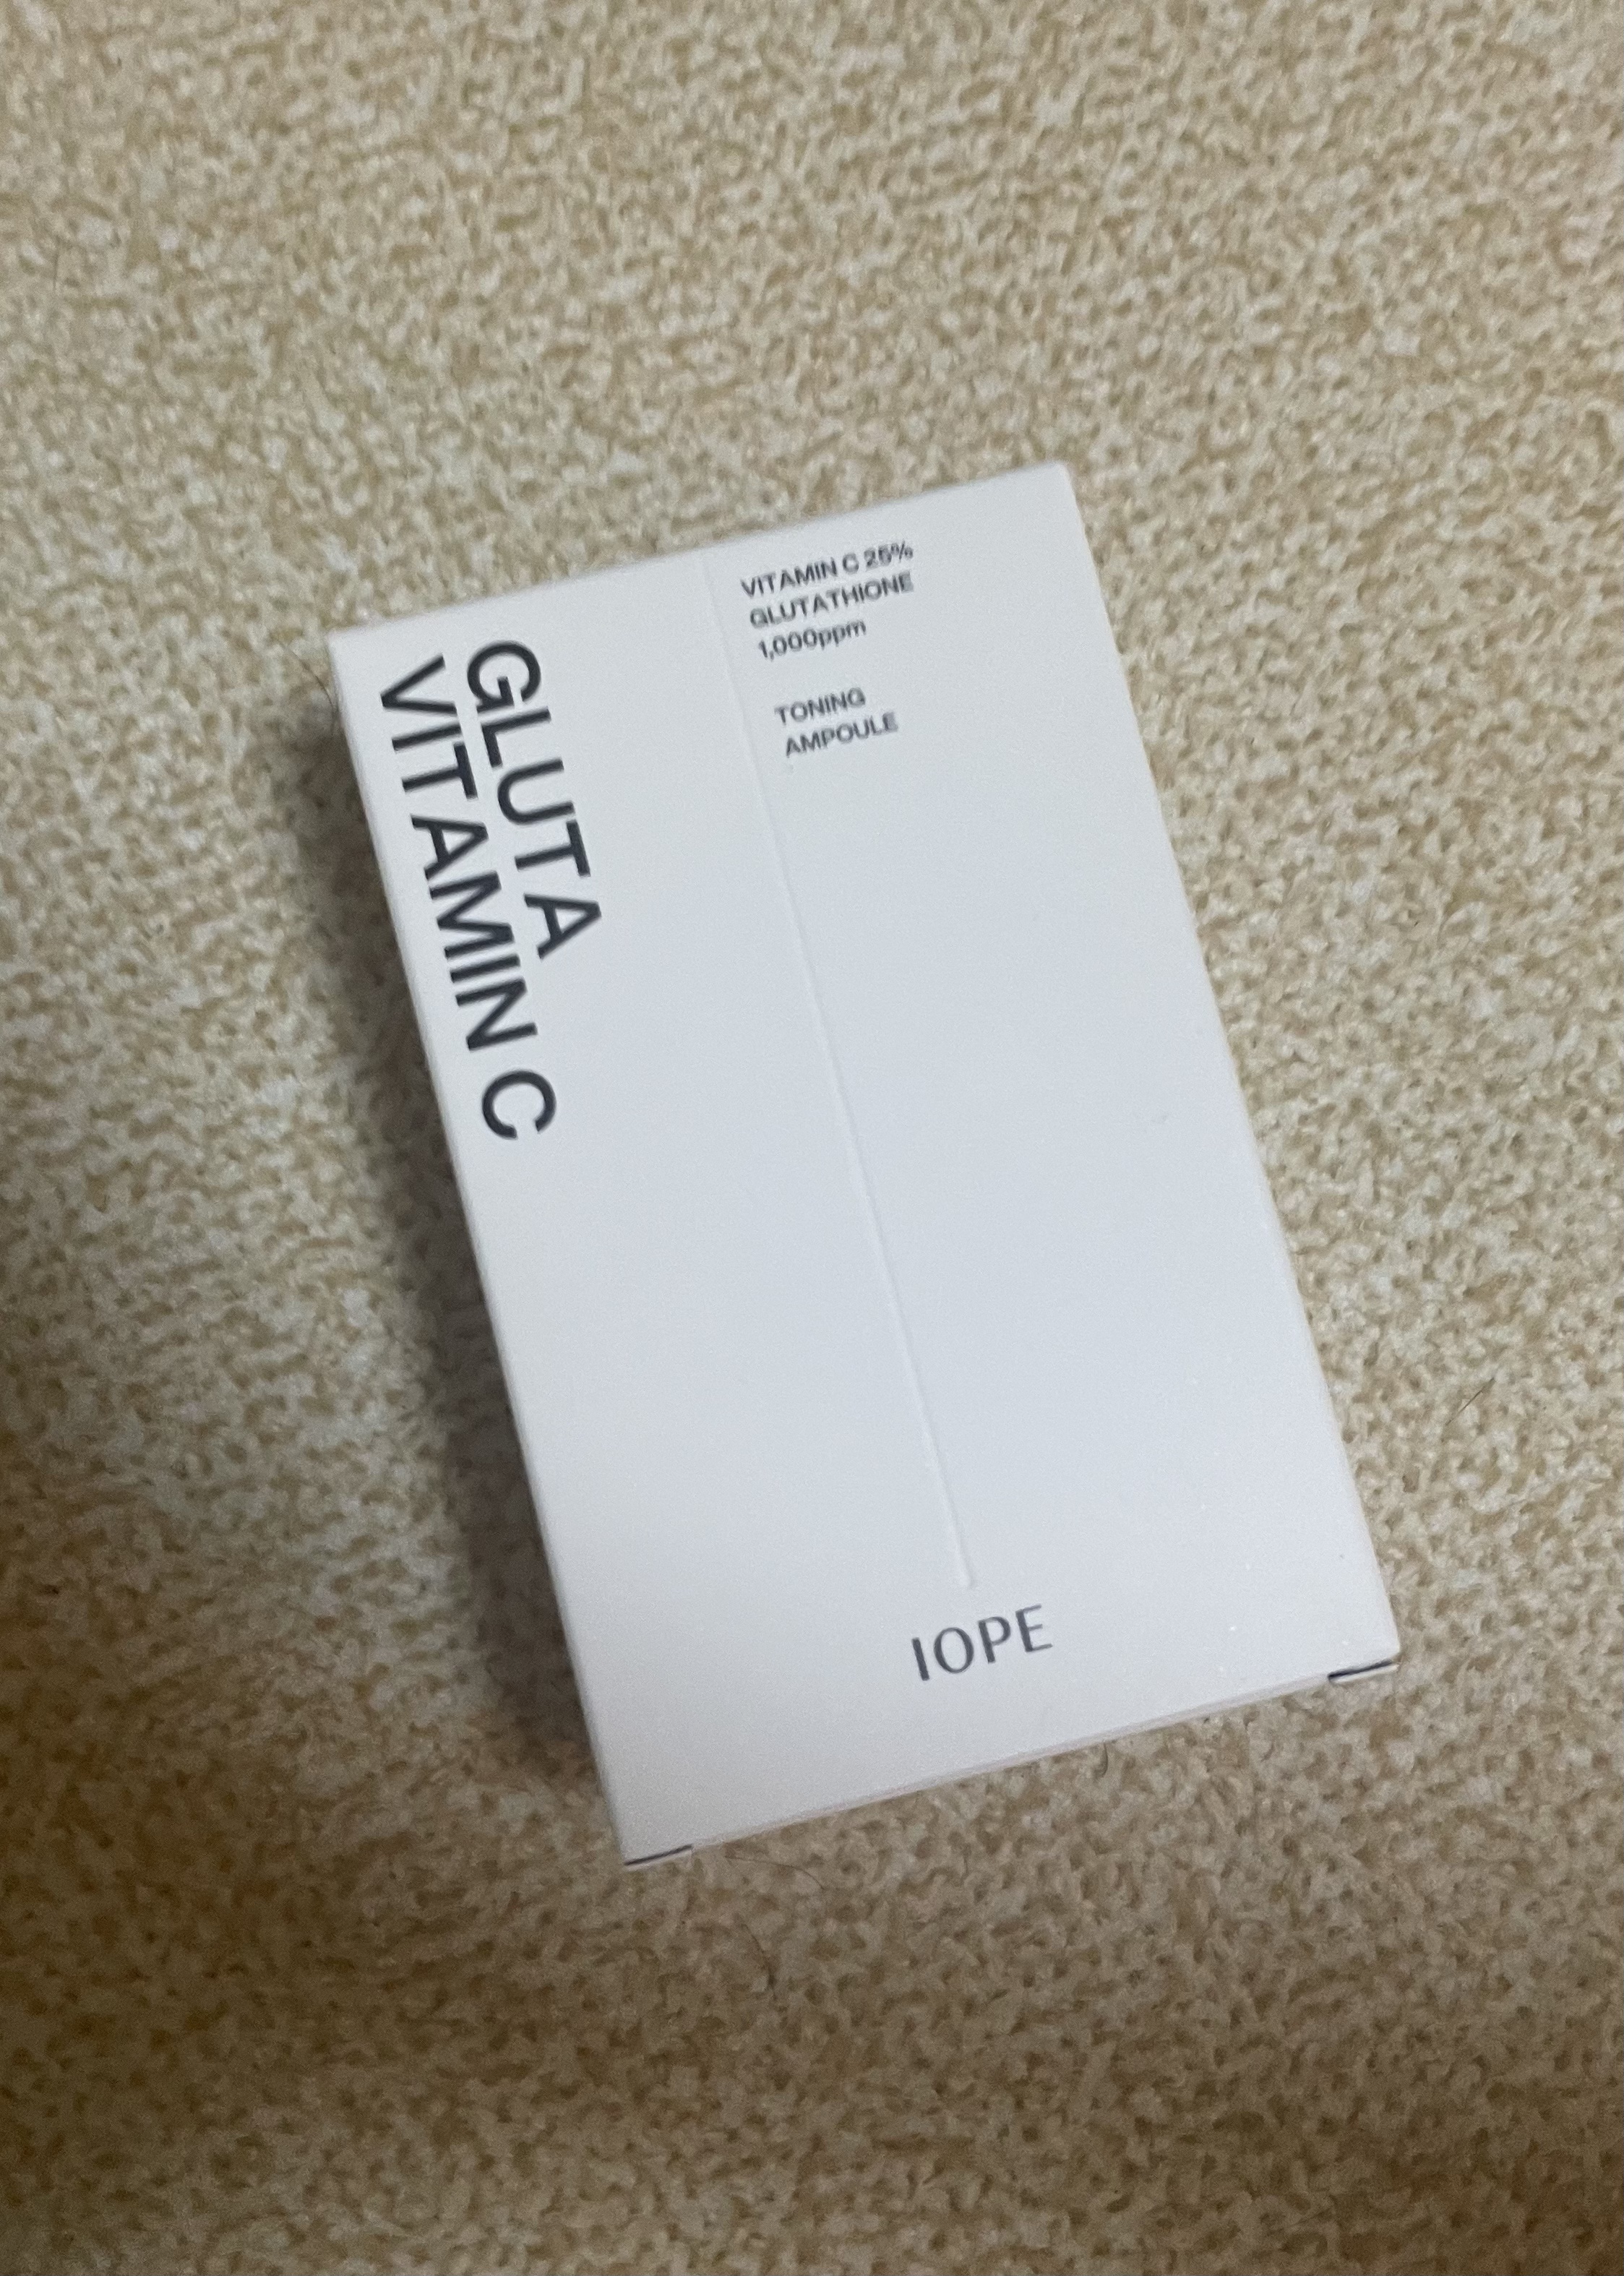 GLUTA
VITAMIN C
VITAMIN C 25%
GLUTATHIONE
1,000ppm
TONING
AMPOULE
IOPE